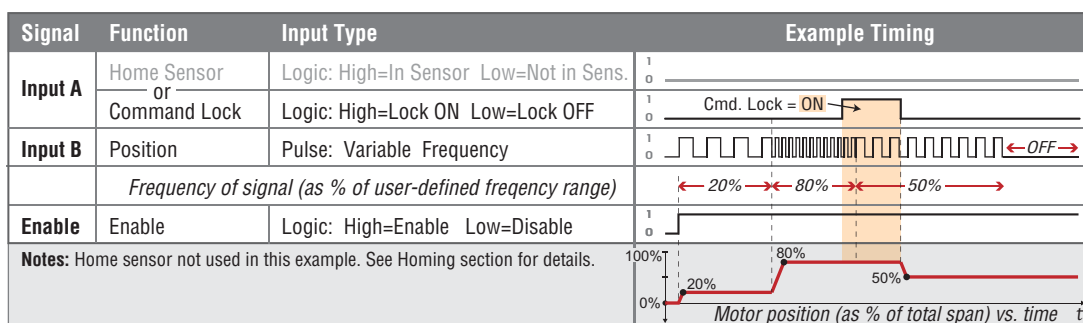 Signal Function Input Type Example Timing
Input A
Home Sensor Logic: High=In Sensor Low=Not in Sens. 1
0
or
Command Lock Logic: High=Lock ON Low=Lock OFF 1
0
Cmd. Lock = ON
Input B Position Pulse: Variable Frequency 1
0
OFF
Frequency of signal (as % of user-defined freqency range) 20% 80% 50%
Enable Enable Logic: High=Enable Low=Disable 1
0
Notes: Home sensor not used in this example. See Homing section for details.
100%
80%
20%
50%
0%
Motor position (as % of total span) vs. time t